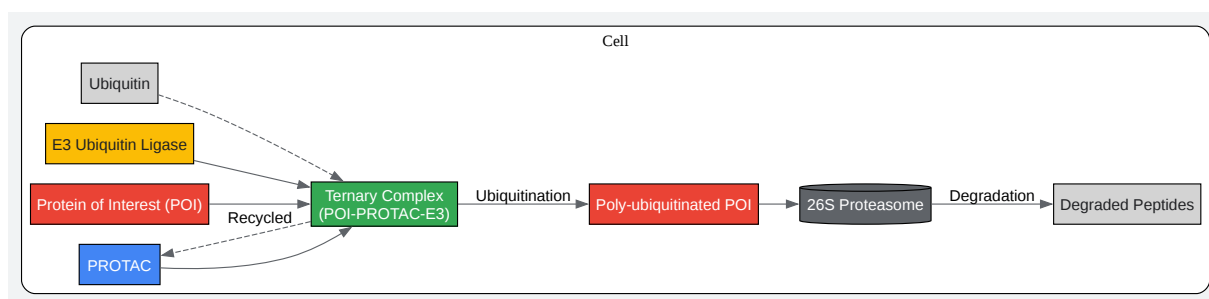 Cell
Ubiquitin
E3 Ubiquitin Ligase
Protein of Interest (POI)
Recycled
PROTAC
Ternary Complex
(POI-PROTAC-E3)
Ubiquitination
Poly-ubiquitinated POI
26S Proteasome
Degradation
Degraded Peptides